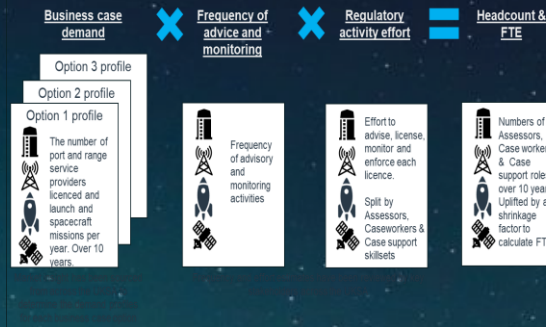 Business case
demand
Frequency of
advice and
monitoring
Regulatory
activity effort
Headcount &
FTE
Option 3 profile
Option 2 profile
Option 1 profile
The number of
port and range
service
providers
licenced and
launch and
spacecraft
missions per
year. Over 10
years.
Frequency
of advisory
and
monitoring
activities
Effort to
advise, license,
monitor and
enforce each
licence.
Split by
Assessors,
Caseworkers &
Case support
skillsets
Numbers of
Assessors,
Case worker
& Case
support roles
over 10 year
Uplifted by a
shrinkage
factor to
calculate FT